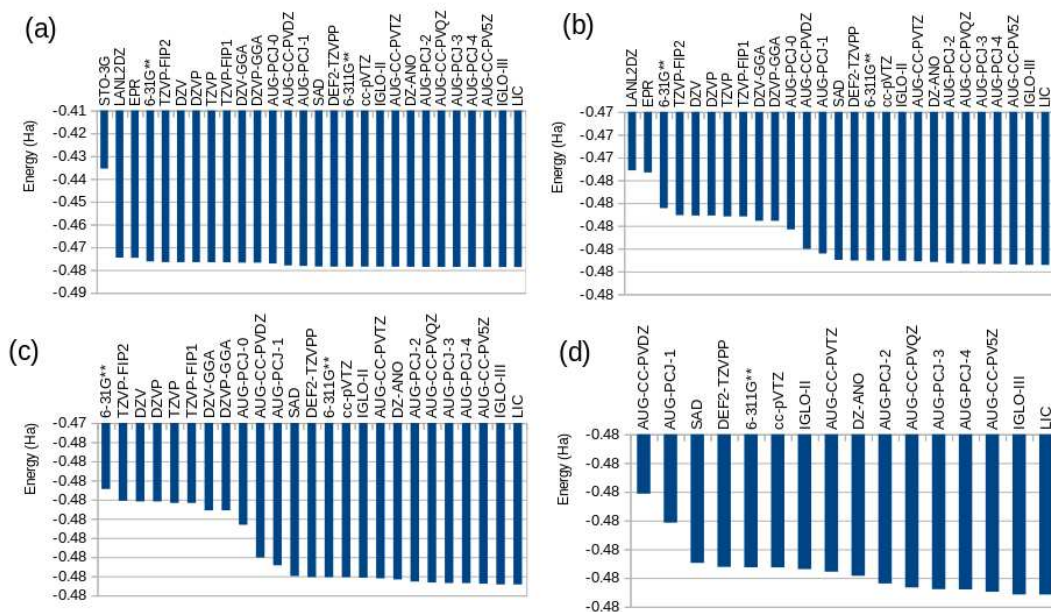 (a)
STO-3G
LANL2DZ
EPR
6-31G**
TZVP-FIP2
DZV
DZVP
TZVP
TZVP-FIP1
DZV-GGA
DZVP-GGA
AUG-PCJ-0
AUG-CC-PVDZ
AUG-PCJ-1
SAD
DEF2-TZVPP
6-311G**
cc-pVTZ
IGLO-II
AUG-CC-PVTZ
DZ-ANO
AUG-PCJ-2
AUG-CC-PVQZ
AUG-PCJ-3
AUG-PCJ-4
AUG-CC-PV5Z
IGLO-III
LIC
Energy (Ha)
-0.41
-0.42
-0.43
-0.44
-0.45
-0.46
-0.47
-0.48
-0.49
(b)
LANL2DZ
EPR
6-31G**
TZVP-FIP2
DZV
DZVP
TZVP
TZVP-FIP1
DZV-GGA
DZVP-GGA
AUG-PCJ-0
AUG-CC-PVDZ
AUG-PCJ-1
SAD
DEF2-TZVPP
6-311G**
cc-pVTZ
IGLO-II
AUG-CC-PVTZ
DZ-ANO
AUG-PCJ-2
AUG-CC-PVQZ
AUG-PCJ-3
AUG-PCJ-4
AUG-CC-PV5Z
IGLO-III
LIC
Energy (Ha)
-0.47
-0.47
-0.47
-0.48
-0.48
-0.48
-0.48
-0.48
-0.48
(c)
6-31G**
TZVP-FIP2
DZV
DZVP
TZVP
TZVP-FIP1
DZV-GGA
DZVP-GGA
AUG-PCJ-0
AUG-CC-PVDZ
AUG-PCJ-1
SAD
DEF2-TZVPP
6-311G**
cc-pVTZ
IGLO-II
AUG-CC-PVTZ
DZ-ANO
AUG-PCJ-2
AUG-CC-PVQZ
AUG-PCJ-3
AUG-PCJ-4
AUG-CC-PV5Z
IGLO-III
LIC
Energy (Ha)
-0.47
-0.48
-0.48
-0.48
-0.48
-0.48
-0.48
-0.48
-0.48
-0.48
(d)
AUG-CC-PVDZ
AUG-PCJ-1
SAD
DEF2-TZVPP
6-311G**
cc-pVTZ
IGLO-II
AUG-CC-PVTZ
DZ-ANO
AUG-PCJ-2
AUG-CC-PVQZ
AUG-PCJ-3
AUG-PCJ-4
AUG-CC-PV5Z
IGLO-III
LIC
Energy (Ha)
-0.48
-0.48
-0.48
-0.48
-0.48
-0.48
-0.48